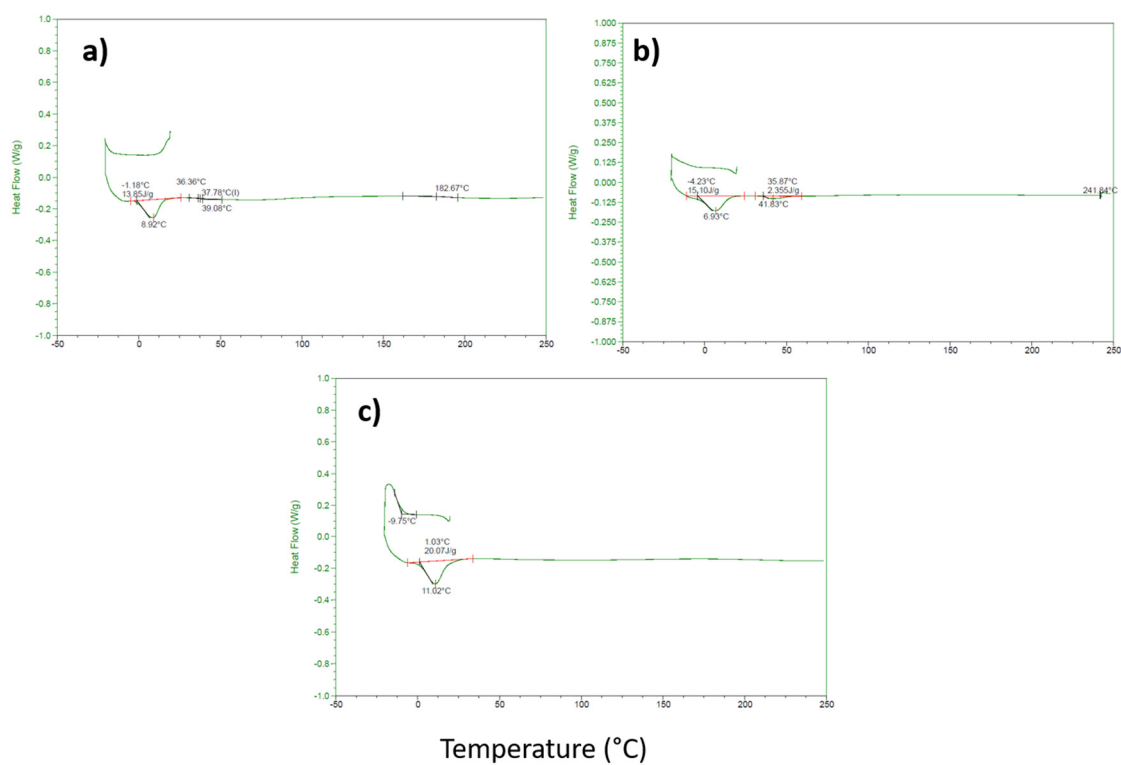 a)
1.0
0.8
0.6
0.4
0.2
0.0
-0.2
-0.4
-0.6
-0.8
-1.0
Heat Flow (W/g)
-1.18°C
13.85J/g
8.92°C
36.36°C
37.78°C(I)
39.08°C
182.67°C
-50
0
50
100
150
200
250
b)
1.000
0.875
0.750
0.625
0.500
0.375
0.250
0.125
0.000
-0.125
-0.250
-0.375
-0.500
-0.625
-0.750
-0.875
-1.000
Heat Flow (W/g)
-4.23°C
15.10J/g
6.93°C
35.87°C
2.355J/g
41.83°C
241.84°C
-50
0
50
100
150
200
250
c)
1.0
0.8
0.6
0.4
0.2
0.0
-0.2
-0.4
-0.6
-0.8
-1.0
Heat Flow (W/g)
-9.75°C
1.03°C
20.07J/g
11.02°C
-50
0
50
100
150
200
250
Temperature (°C)